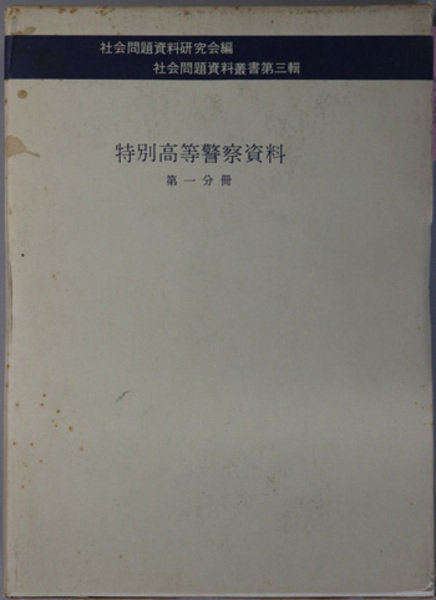 社会問題資料研究会編
社会問題資料叢書第三輯
特別高等警察資料
第一分冊